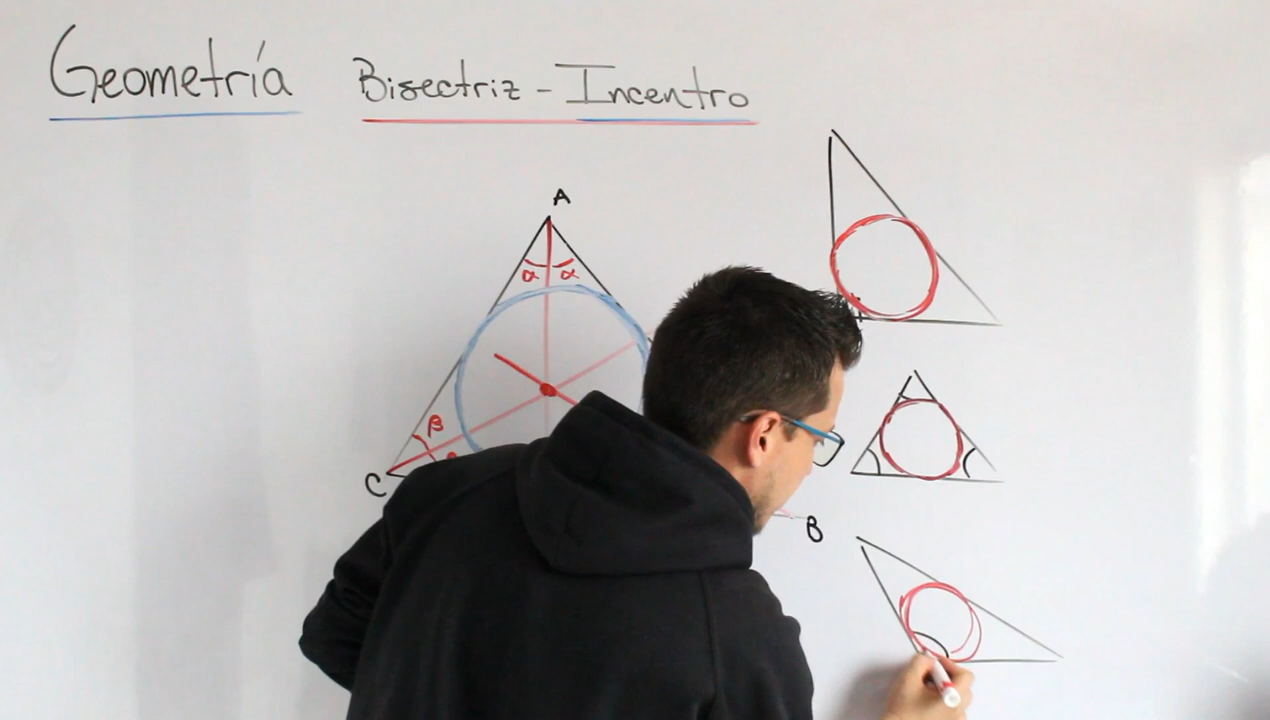 Geometría Bisectriz - Incentro
A
α α
β
C
B